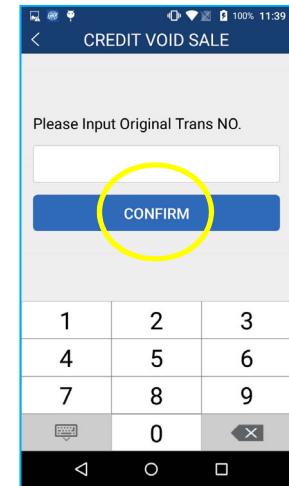 100% 11:39
CREDIT VOID SALE
Please Input Original Trans NO.
CONFIRM
1 2 3
4 5 6
7 8 9
0